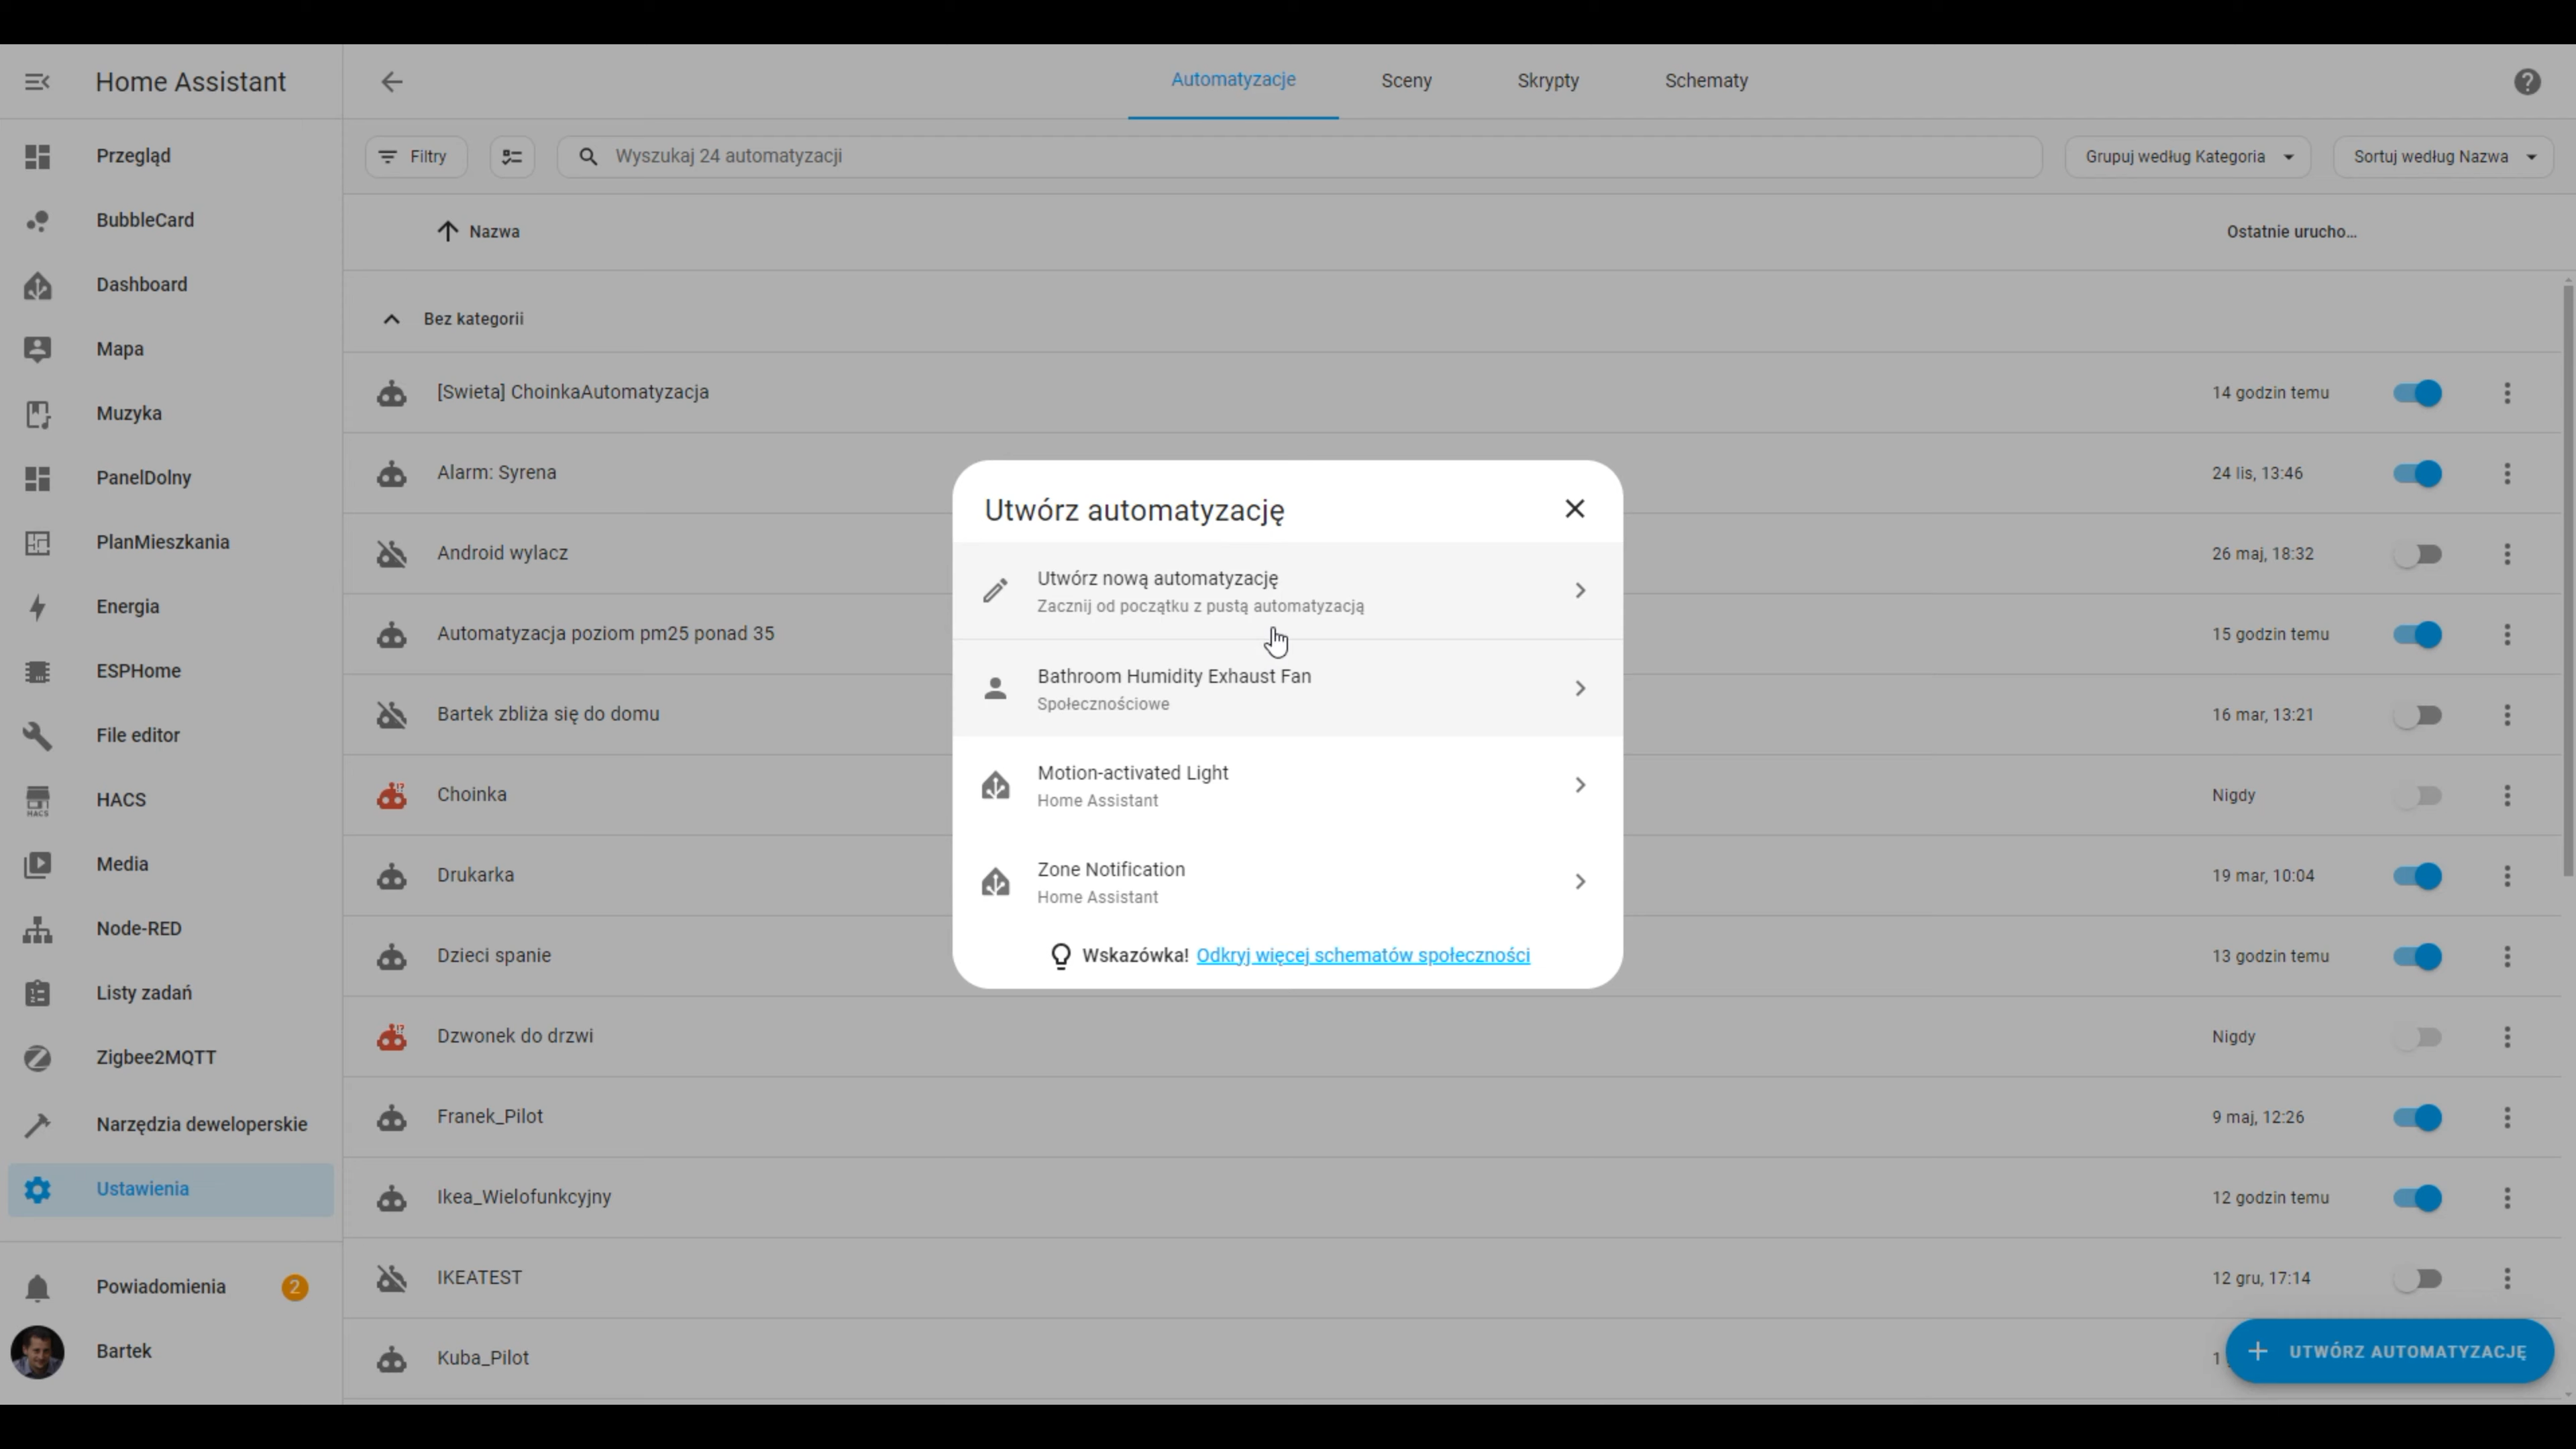 Home Assistant
Przegląd
BubbleCard
Dashboard
Mapa
Muzyka
PanelDolny
PlanMieszkania
Energia
ESPHome
File editor
HACS
HACS
Media
Node-RED
Listy zadań
Zigbee2MQTT
Narzędzia deweloperskie
Ustawienia
Powiadomienia 2
Bartek
Automatyzacje Sceny Skrypty Schematy
Filtry Wyszukaj 24 automatyzacji Grupuj według Kategoria Sortuj według Nazwa
Nazwa Ostatnie urucho...
Bez kategorii
[Swieta] ChoinkaAutomatyzacja 14 godzin temu
Alarm: Syrena 24 lis, 13:46
Android wylacz 26 maj, 18:32
Automatyzacja poziom pm25 ponad 35 15 godzin temu
Bartek zbliża się do domu 16 mar, 13:21
Choinka Nigdy
Drukarka 19 mar, 10:04
Dzieci spanie 13 godzin temu
Dzwonek do drzwi Nigdy
Franek_Pilot 9 maj, 12:26
Ikea_Wielofunkcyjny 12 godzin temu
IKEATEST 12 gru, 17:14
Kuba_Pilot 1
UTWÓRZ AUTOMATYZACJĘ
Utwórz automatyzację
Utwórz nową automatyzację
Zacznij od początku z pustą automatyzacją
Bathroom Humidity Exhaust Fan
Społecznościowe
Motion-activated Light
Home Assistant
Zone Notification
Home Assistant
Wskazówka! Odkryj więcej schematów społeczności